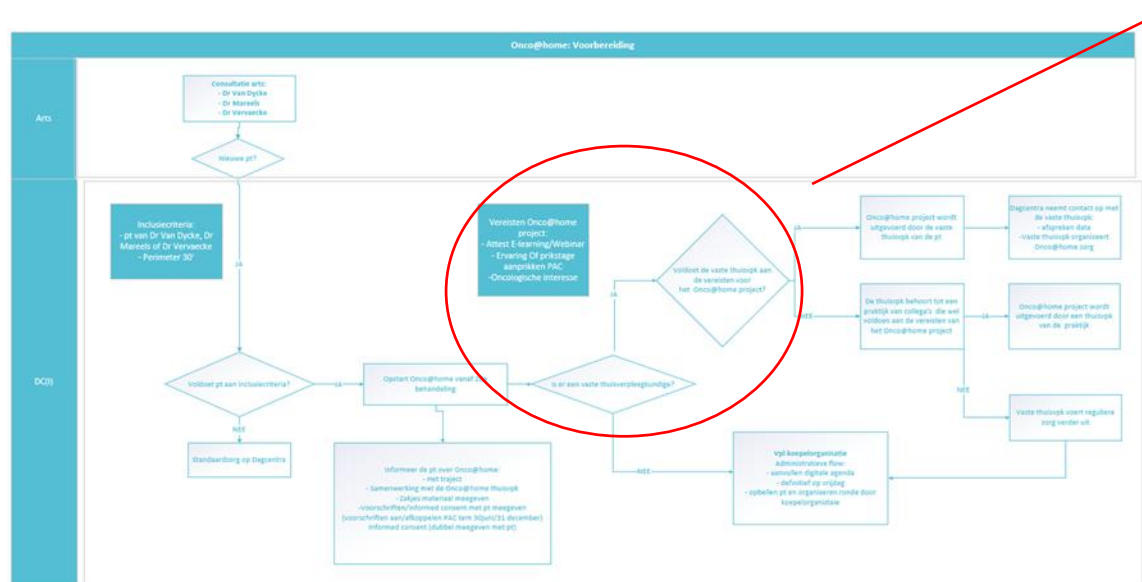 Onco@home: Voorbereiding
Arts
Consultatie arts:
- Dr Van Dycke
- Dr Mareels
- Dr Vervaecke
Nieuwe pt?
DC(I)
Inclusiecriteria:
- pt van Dr Van Dycke, Dr
Mareels of Dr Vervaecke
- Perimeter 30'
JA
Voldoet pt aan inclusiecriteria?
NEE
Standaardzorg op Dagcentra
JA
Opstart Onco@home vanaf
behandeling
Informeer de pt over Onco@home:
- Het traject
- Samenwerking met de Onco@home thuisvpk
- Zakjes materiaal meegeven
-Voorschriften/informed consent met pt meegeven
(voorschriften aan/afkoppelen PAC tem 30juni/31 december)
Informed consent (dubbel meegeven met pt)
Vereisten Onco@home
project:
- Attest E-learning/Webinar
- Ervaring Of prikstage
aanprikken PAC
-Oncologische interesse
Is er een vaste thuisverpleegkundige?
JA
NEE
Voldoet de vaste thuisvpk aan
de vereisten voor
het Onco@home project?
JA
Onco@home project wordt
uitgevoerd door de vaste
thuisvpk van de pt
Dagcentra neemt contact op met
de vaste thuisvpk:
- afspreken data
-Vaste thuisvpk organiseert
Onco@home zorg
NEE
De thuisvpk behoort tot een
praktijk van collega's die wel
voldoen aan de vereisten van
het Onco@home project
JA
Onco@home project wordt
uitgevoerd door een thuisvpk
van de praktijk
NEE
Vaste thuisvpk voert reguliere
zorg verder uit
Vpl koepelorganisatie
Administratieve flow:
- aanvullen digitale agenda
- definitief op vrijdag
- opbellen pt en organiseren ronde door
koepelorganisatie